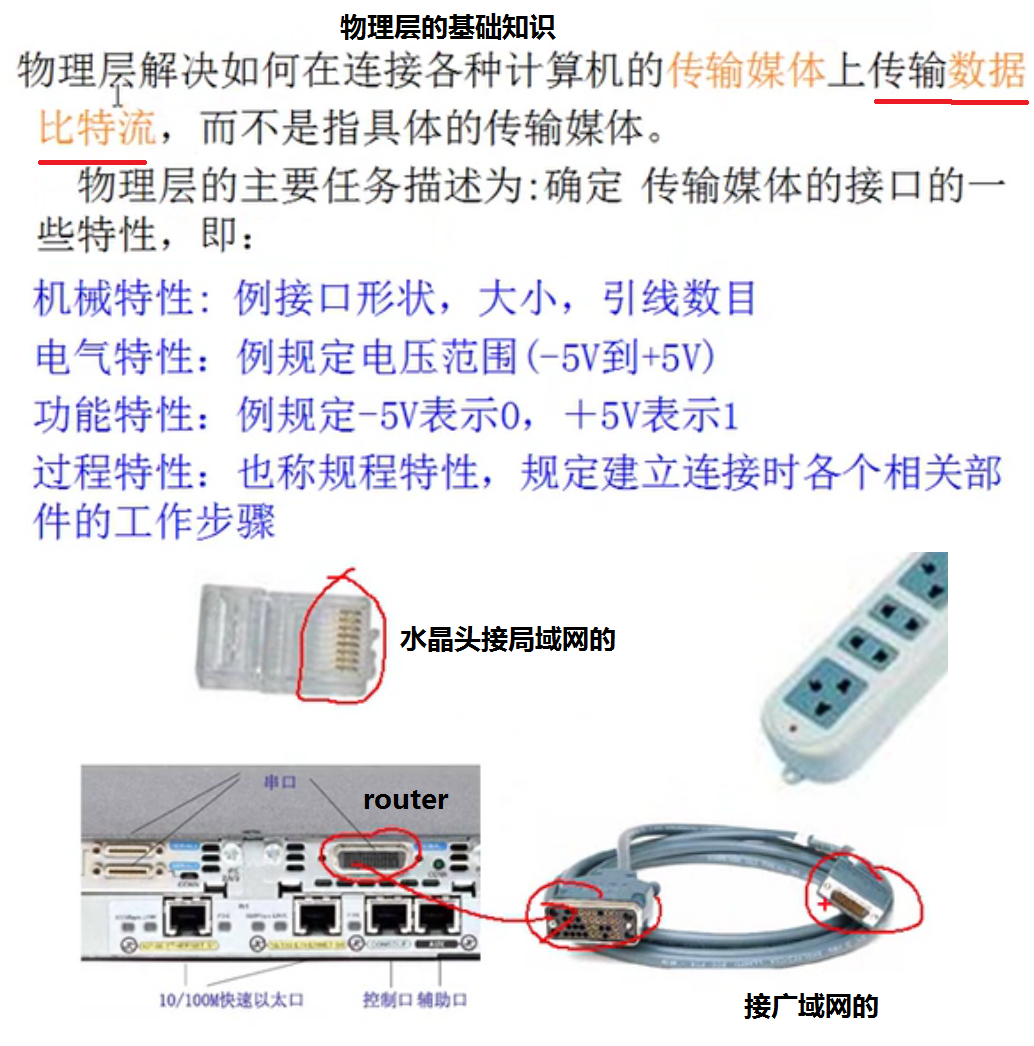 物理层的基础知识
物理层解决如何在连接各种计算机的传输媒体上传输数据
比特流，而不是指具体的传输媒体。
物理层的主要任务描述为:确定 传输媒体的接口的一
些特性，即：
机械特性: 例接口形状，大小，引线数目
电气特性：例规定电压范围(-5V到+5V)
功能特性：例规定-5V表示0，＋5V表示1
过程特性：也称规程特性，规定建立连接时各个相关部
件的工作步骤
水晶头接局域网的
串口
router
10/100M快速以太口
控制口
辅助口
接广域网的